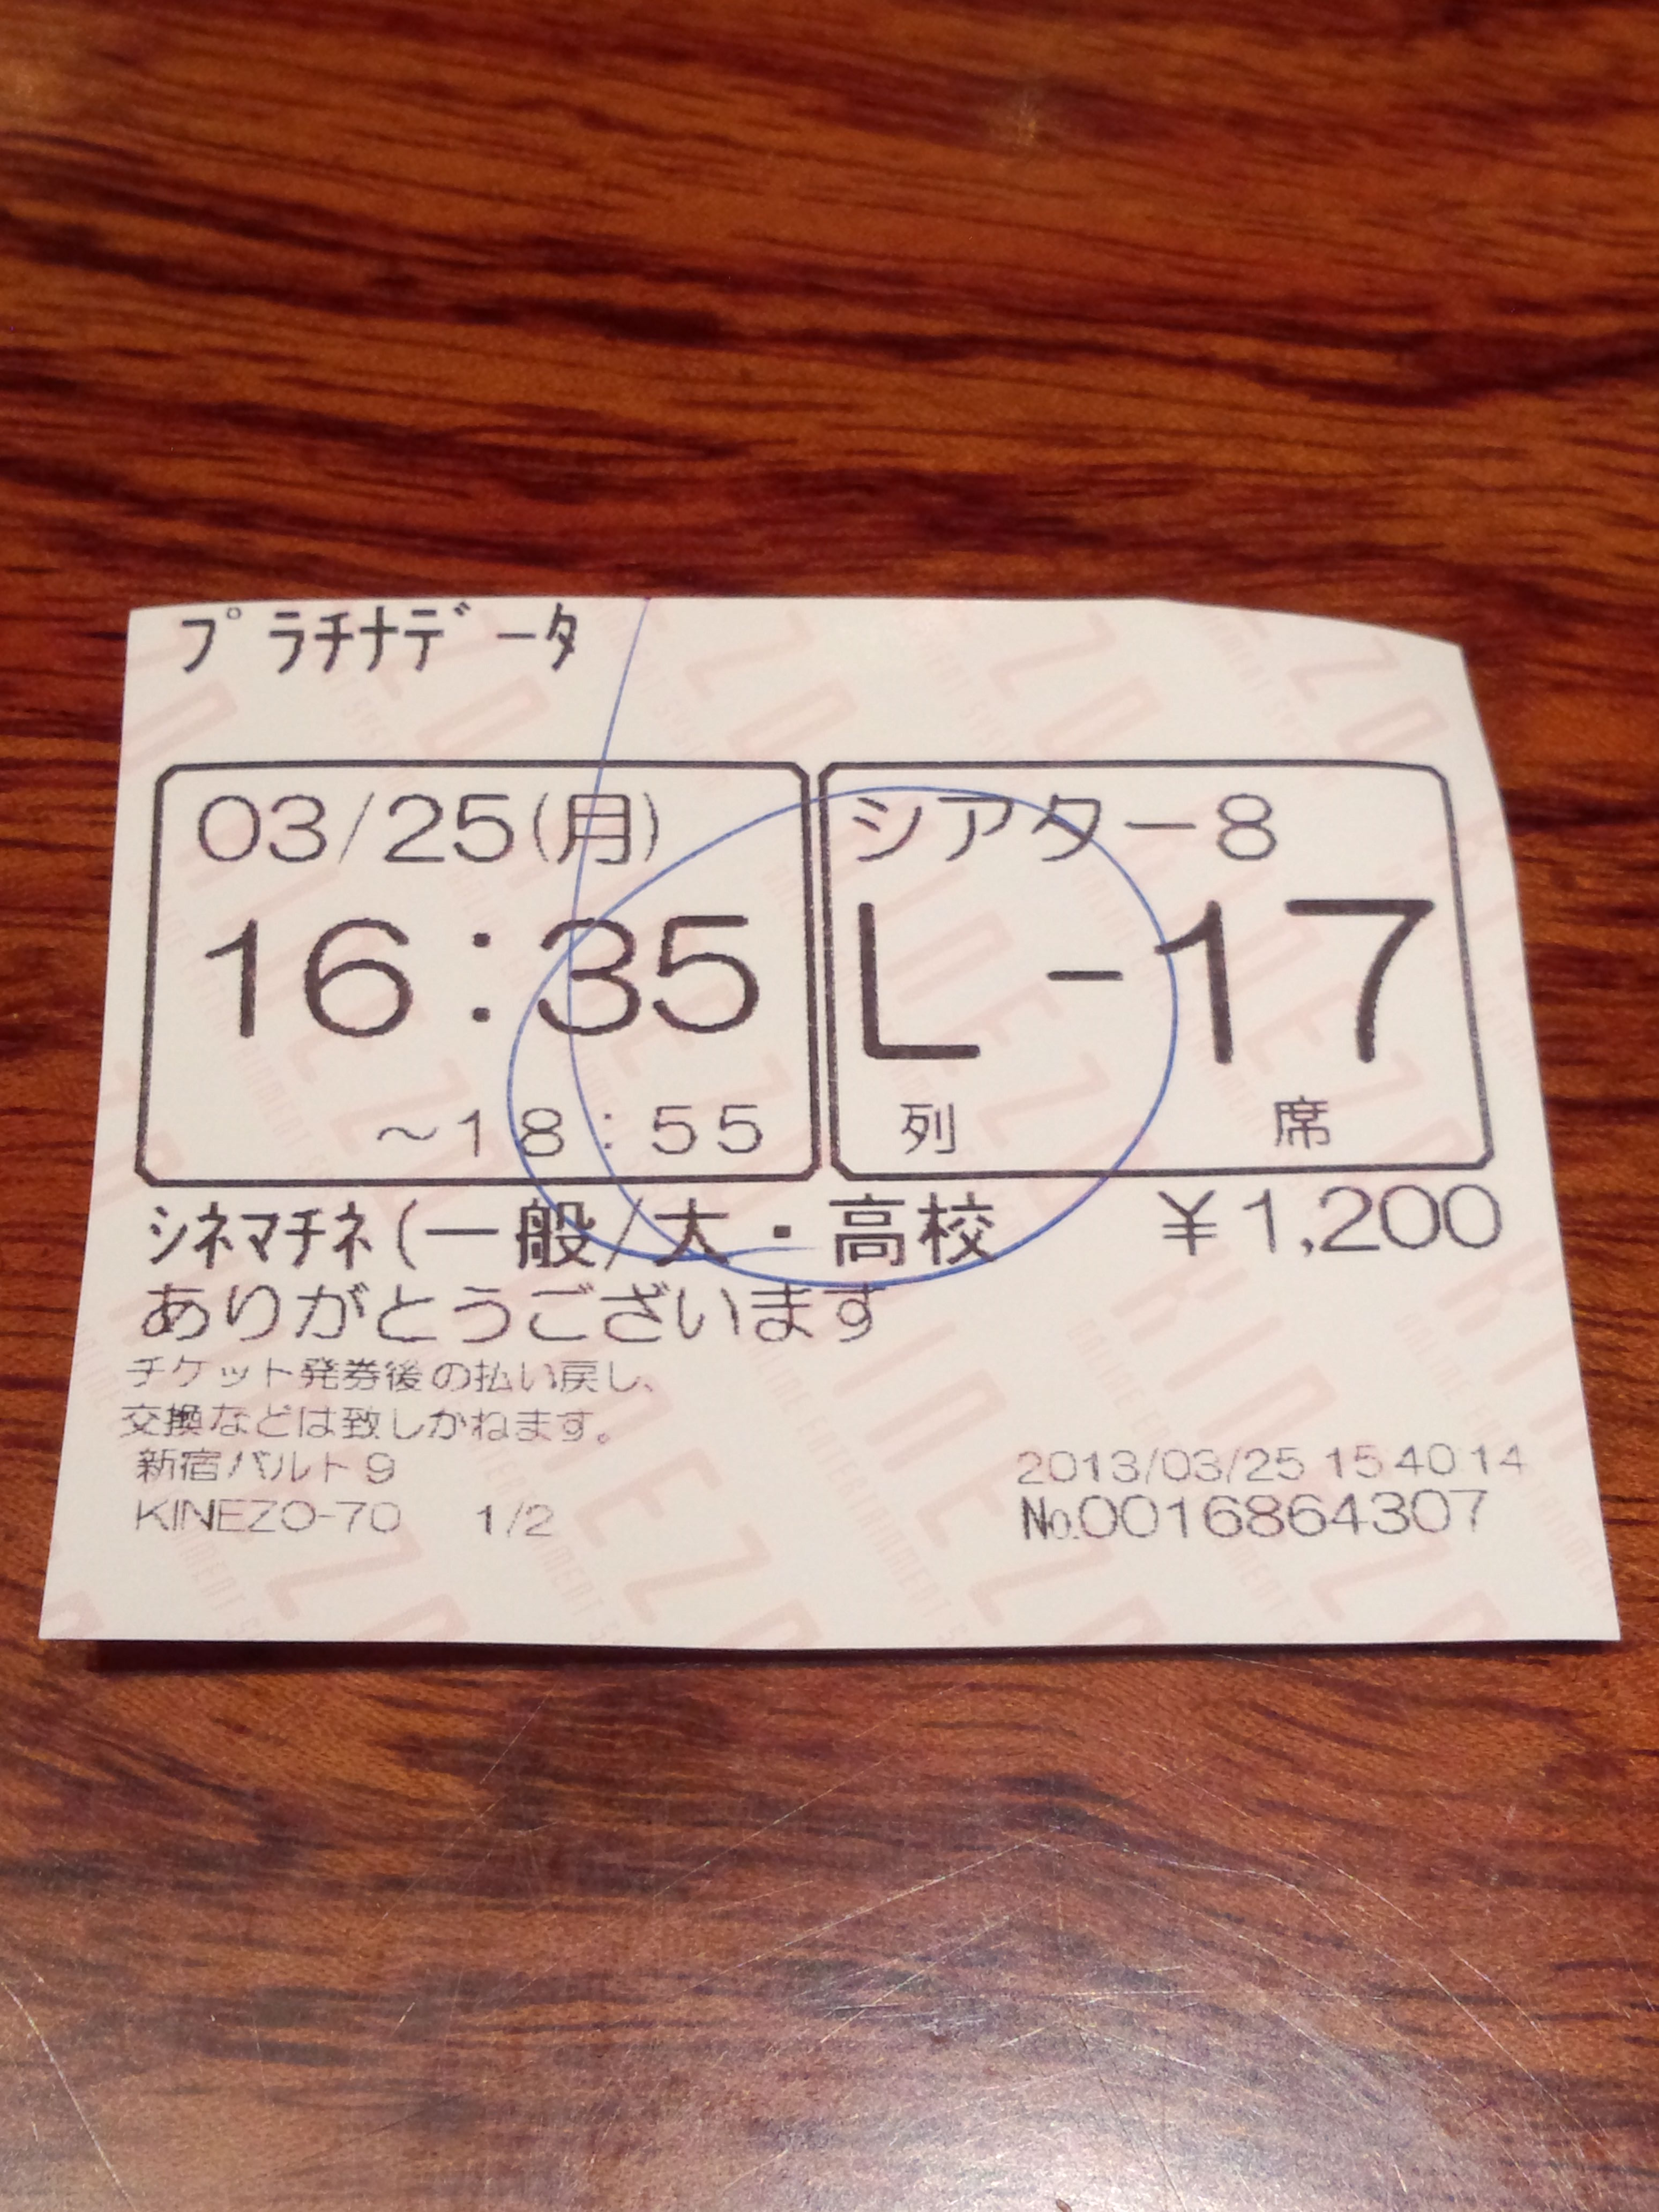 プラチナデータ
03/25(月)
16:35
～18:55
シアター8
L-17
列 席
シネマチネ(一般/大・高校 ¥1,200
ありがとうございます
チケット発券後の払い戻し、
交換などは致しかねます。
新宿バルト9 2013/03/25 15:40:14
KINEZO-70 1/2 No.0016864307
KINEZO